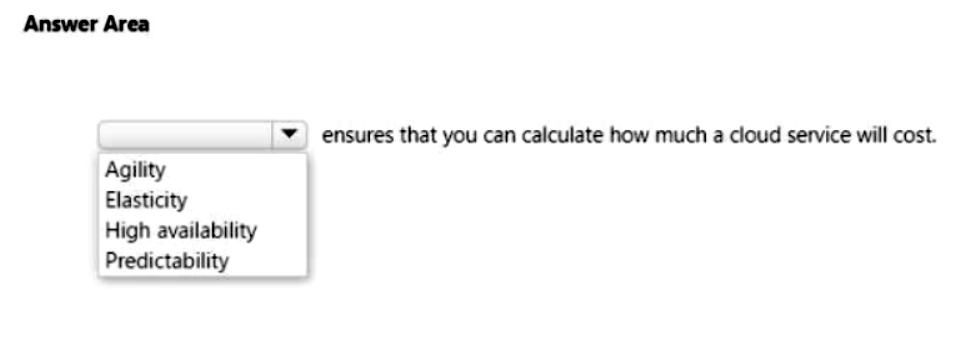 Answer Area
ensures that you can calculate how much a cloud service will cost.
Agility
Elasticity
High availability
Predictability